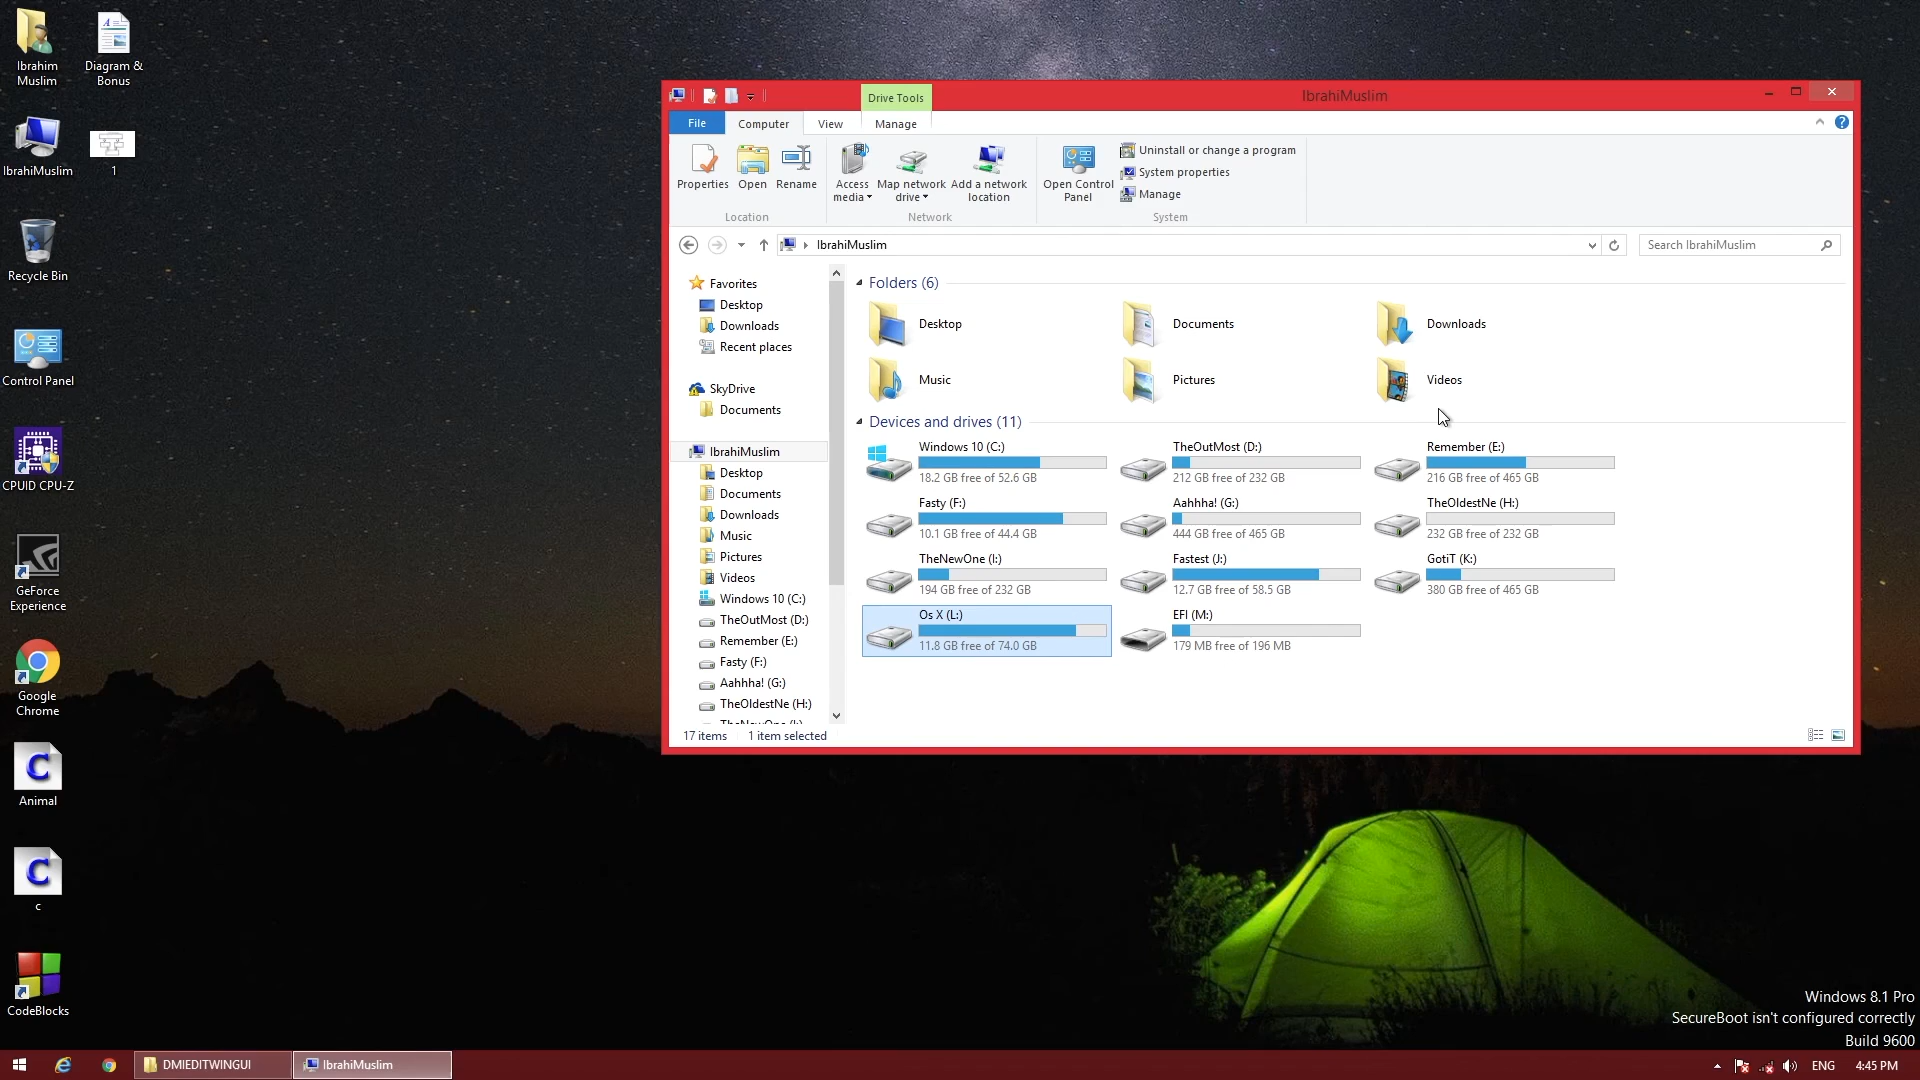 Ibrahim
Muslim
Diagram &
Bonus
IbrahiMuslim
1
Recycle Bin
Control Panel
CPUID CPU-Z
GeForce
Experience
Google
Chrome
Animal
c
CodeBlocks
Drive Tools
IbrahiMuslim
File
Computer
View
Manage
Properties
Open
Rename
Access
media
Map network
drive
Add a network
location
Open Control
Panel
Uninstall or change a program
System properties
Manage
Location
Network
System
IbrahiMuslim
Search IbrahiMuslim
Favorites
Desktop
Downloads
Recent places
SkyDrive
Documents
IbrahiMuslim
Desktop
Documents
Downloads
Music
Pictures
Videos
Windows 10 (C:)
TheOutMost (D:)
Remember (E:)
Fasty (F:)
Aahhha! (G:)
TheOldestNe (H:)
TheNewOne (I:)
Folders (6)
Desktop
Documents
Downloads
Music
Pictures
Videos
Devices and drives (11)
Windows 10 (C:)
18.2 GB free of 52.6 GB
TheOutMost (D:)
212 GB free of 232 GB
Remember (E:)
216 GB free of 465 GB
Fasty (F:)
10.1 GB free of 44.4 GB
Aahhha! (G:)
444 GB free of 465 GB
TheOldestNe (H:)
232 GB free of 232 GB
TheNewOne (I:)
194 GB free of 232 GB
Fastest (J:)
12.7 GB free of 58.5 GB
GotiT (K:)
380 GB free of 465 GB
Os X (L:)
11.8 GB free of 74.0 GB
EFI (M:)
179 MB free of 196 MB
17 items
1 item selected
Windows 8.1 Pro
SecureBoot isn't configured correctly
Build 9600
DMIEDITWINGUI
IbrahiMuslim
ENG
4:45 PM